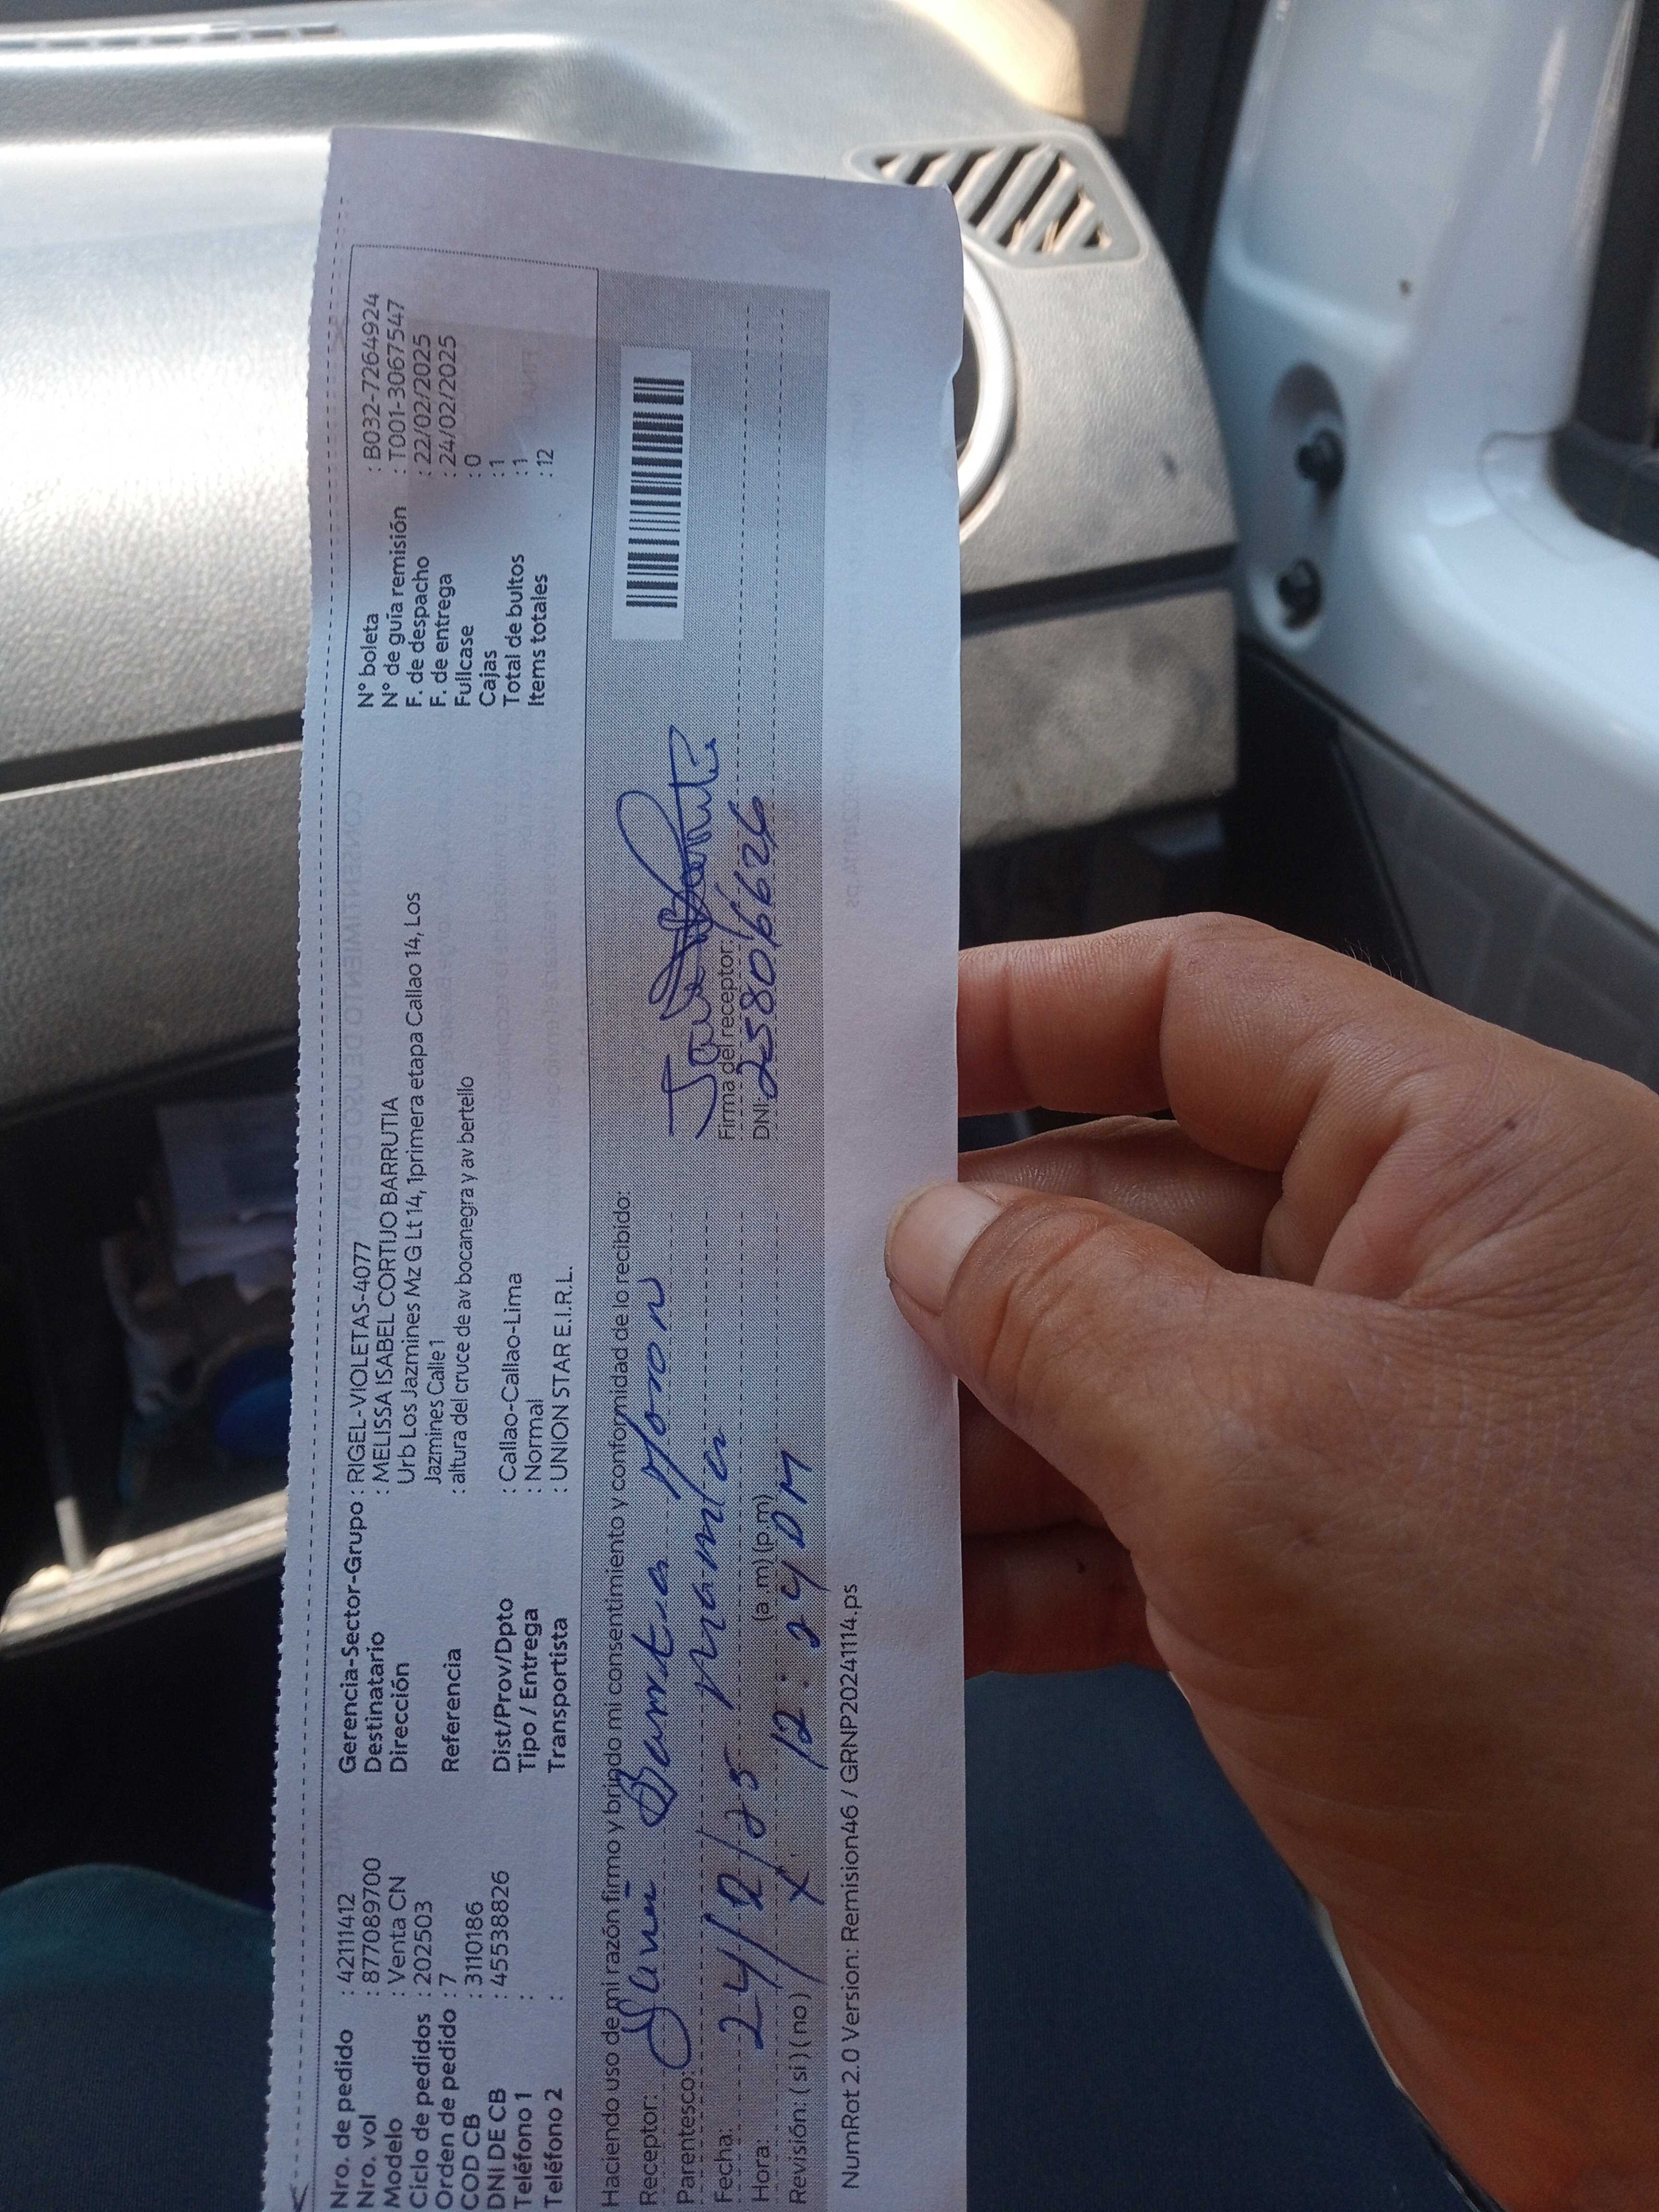 Nro. de pedido : 42111412
Nro. vol : 877089700
Modelo : Venta CN
Ciclo de pedidos : 202503
Orden de pedido : 7
COD CB : 3110186
DNI DE CB : 45538826
Teléfono 1 :
Teléfono 2 :
Gerencia-Sector-Grupo : RIGEL-VIOLETAS-4077
Destinatario : MELISSA ISABEL CORTIJO BARRUTIA
Dirección Urb Los Jazmines Mz G Lt 14, 1primera etapa Callao 14, Los
Jazmines Calle 1
Referencia : altura del cruce de av bocanegra y av bertello
Dist/Prov/Dpto : Callao-Callao-Lima
Tipo / Entrega : Normal
Transportista : UNION STAR E.I.R.L.
N° boleta : B032-7264924
N° de guía remisión : T001-3067547
F. de despacho : 22/02/2025
F. de entrega : 24/02/2025
Fullcase : 0
Cajas : 1
Total de bultos : 1
Items totales : 12
Haciendo uso de mi razón firmo y brindo mi consentimiento y conformidad de lo recibido:
Receptor: Barrutia Moron
Parentesco: mamta
Fecha: 24/2/25
Hora: 12:24 PM (a.m) (p.m)
Revisión: (si) (no) X
Firma del receptor:
DNI: 25806626
NumRot 2.0 Version: Remision46 / GRNP20241114.ps